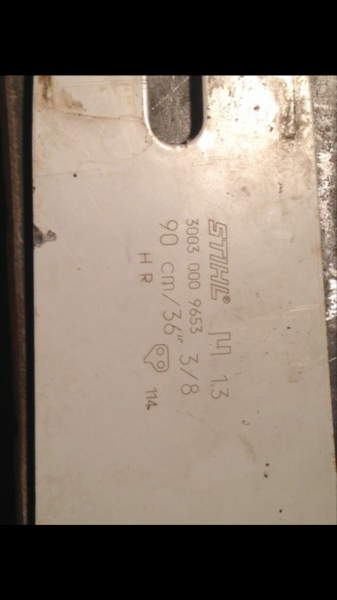 STIHL® 1.3
3003 000 9653
90 cm/36" 3/8
H R 114